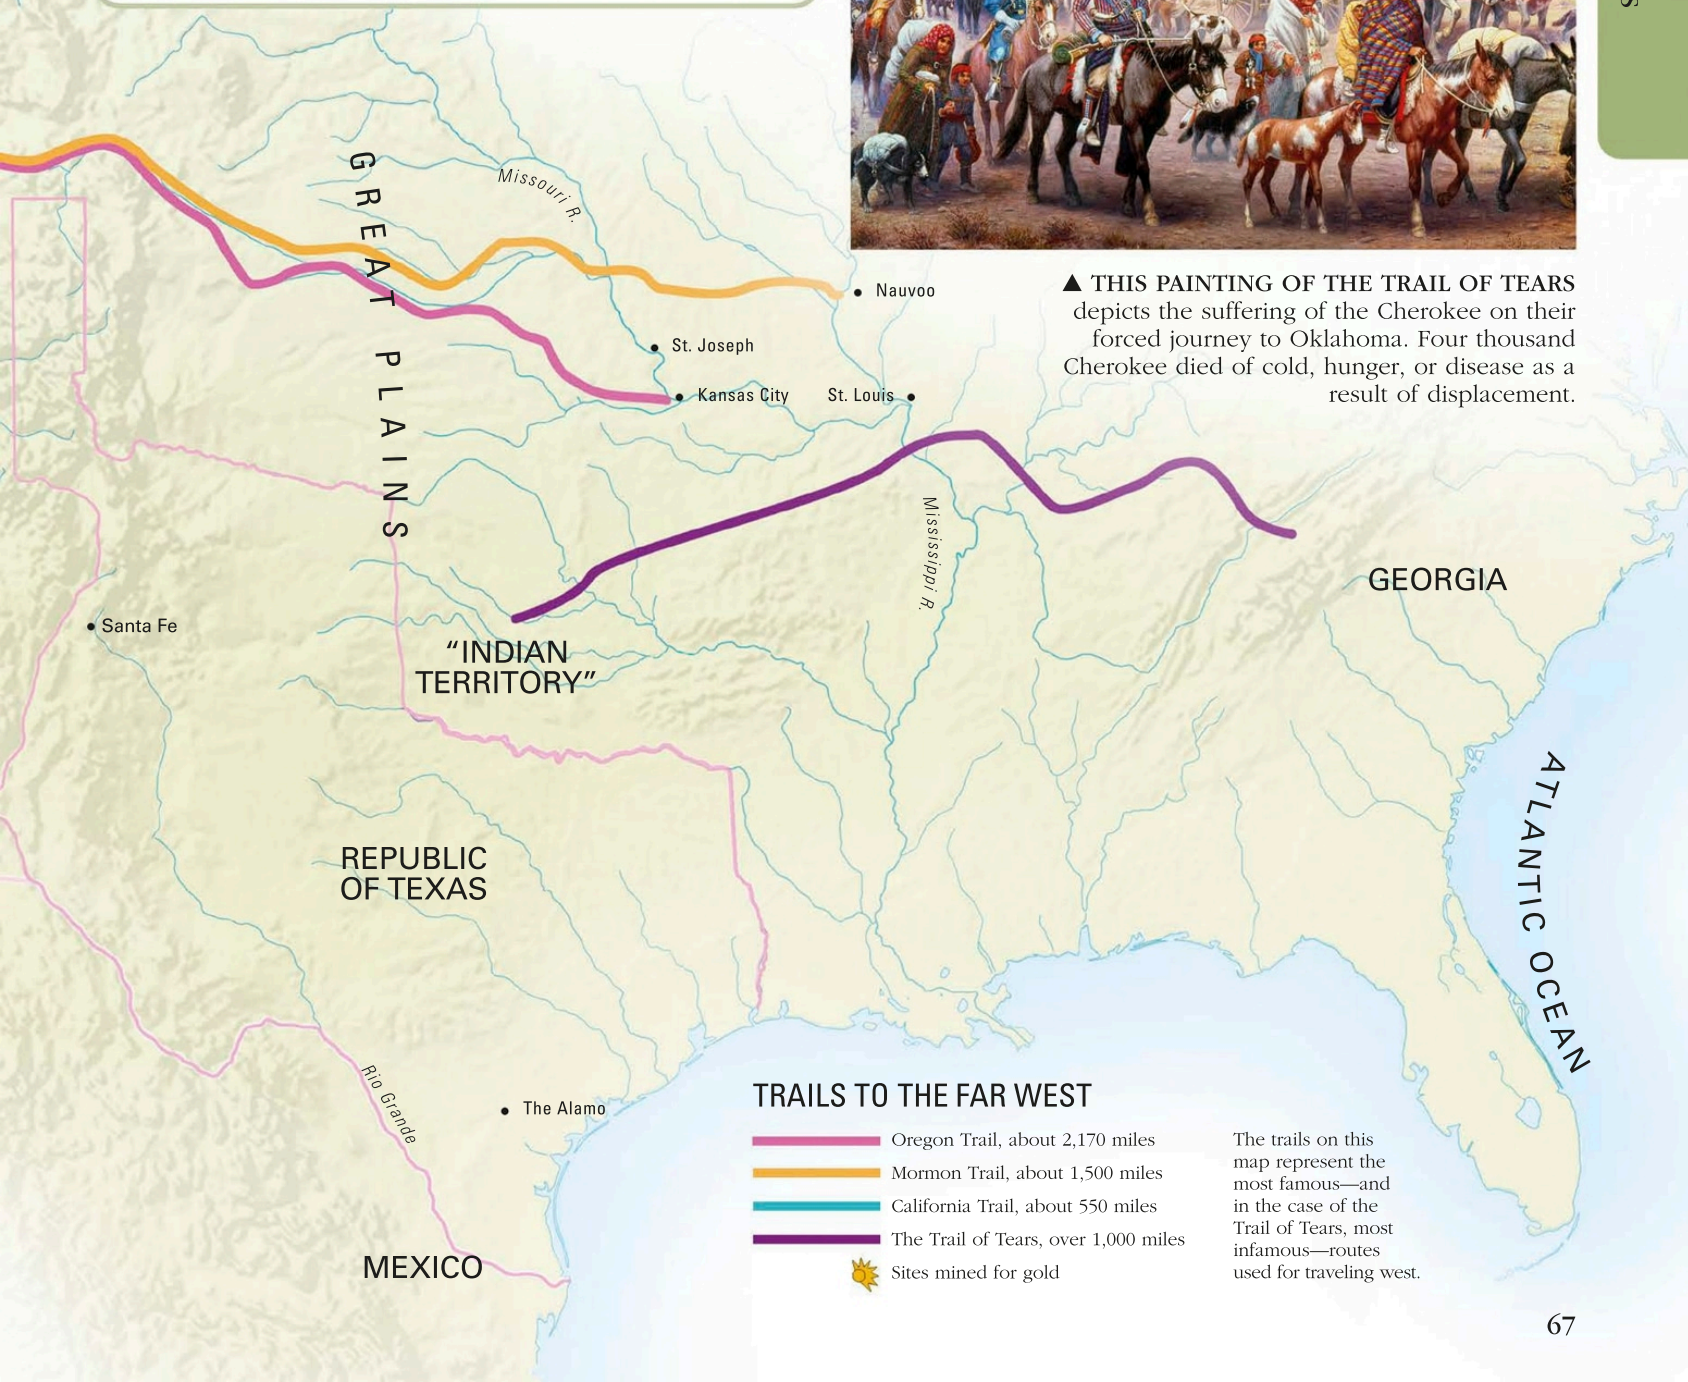 GREAT PLAINS
Missouri R.
Nauvoo
▲ THIS PAINTING OF THE TRAIL OF TEARS
depicts the suffering of the Cherokee on their
forced journey to Oklahoma. Four thousand
Cherokee died of cold, hunger, or disease as a
result of displacement.
St. Joseph
Kansas City
St. Louis
Mississippi R.
GEORGIA
Santa Fe
“INDIAN
TERRITORY”
ATLANTIC OCEAN
REPUBLIC
OF TEXAS
Rio Grande
The Alamo
MEXICO
TRAILS TO THE FAR WEST
Oregon Trail, about 2,170 miles
Mormon Trail, about 1,500 miles
California Trail, about 550 miles
The Trail of Tears, over 1,000 miles
Sites mined for gold
The trails on this
map represent the
most famous—and
in the case of the
Trail of Tears, most
infamous—routes
used for traveling west.
67